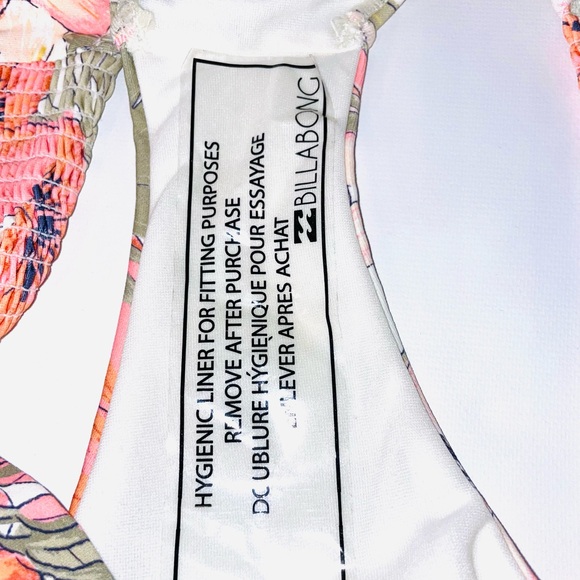 HYGIENIC LINER FOR FITTING PURPOSES
REMOVE AFTER PURCHASE
DOUBLURE HYGIENIQUE POUR ESSAYAGE
ENLEVER APRES ACHAT
BILLABONG